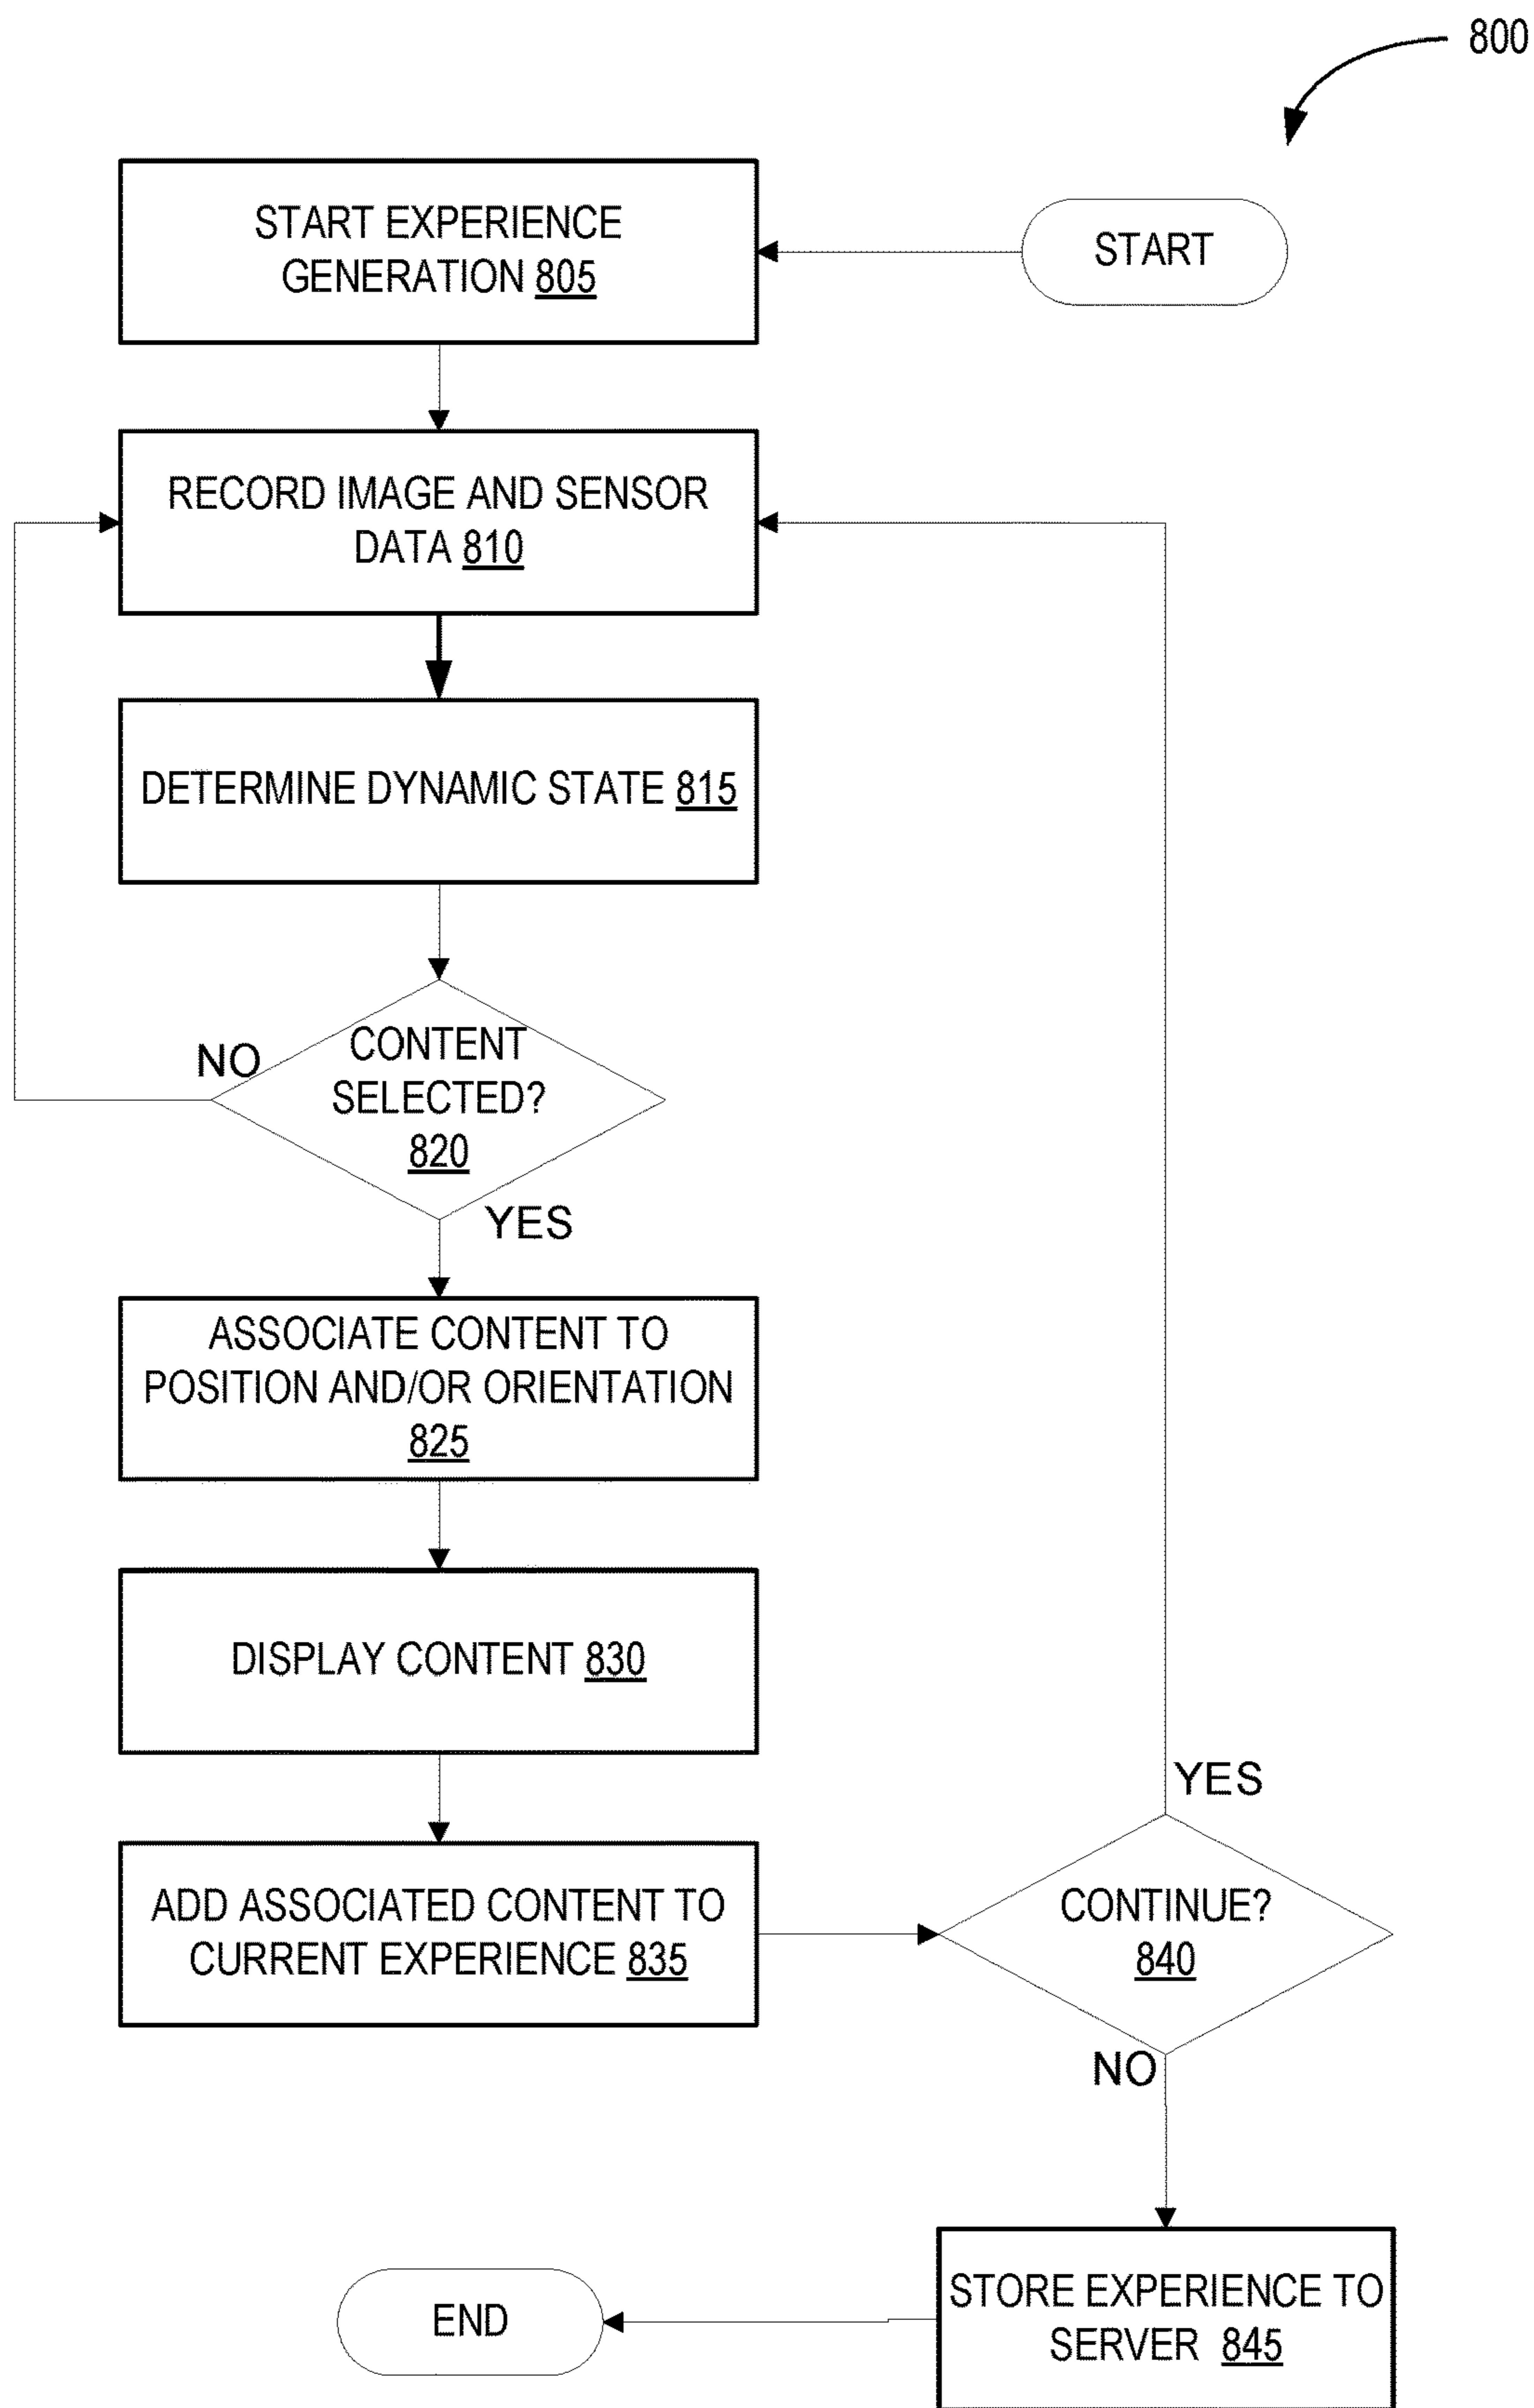 800
START EXPERIENCE
GENERATION 805
START
RECORD IMAGE AND SENSOR
DATA 810
DETERMINE DYNAMIC STATE 815
NO
CONTENT
SELECTED?
820
YES
ASSOCIATE CONTENT TO
POSITION AND/OR ORIENTATION
825
DISPLAY CONTENT 830
YES
ADD ASSOCIATED CONTENT TO
CURRENT EXPERIENCE 835
CONTINUE?
840
NO
STORE EXPERIENCE TO
SERVER 845
END